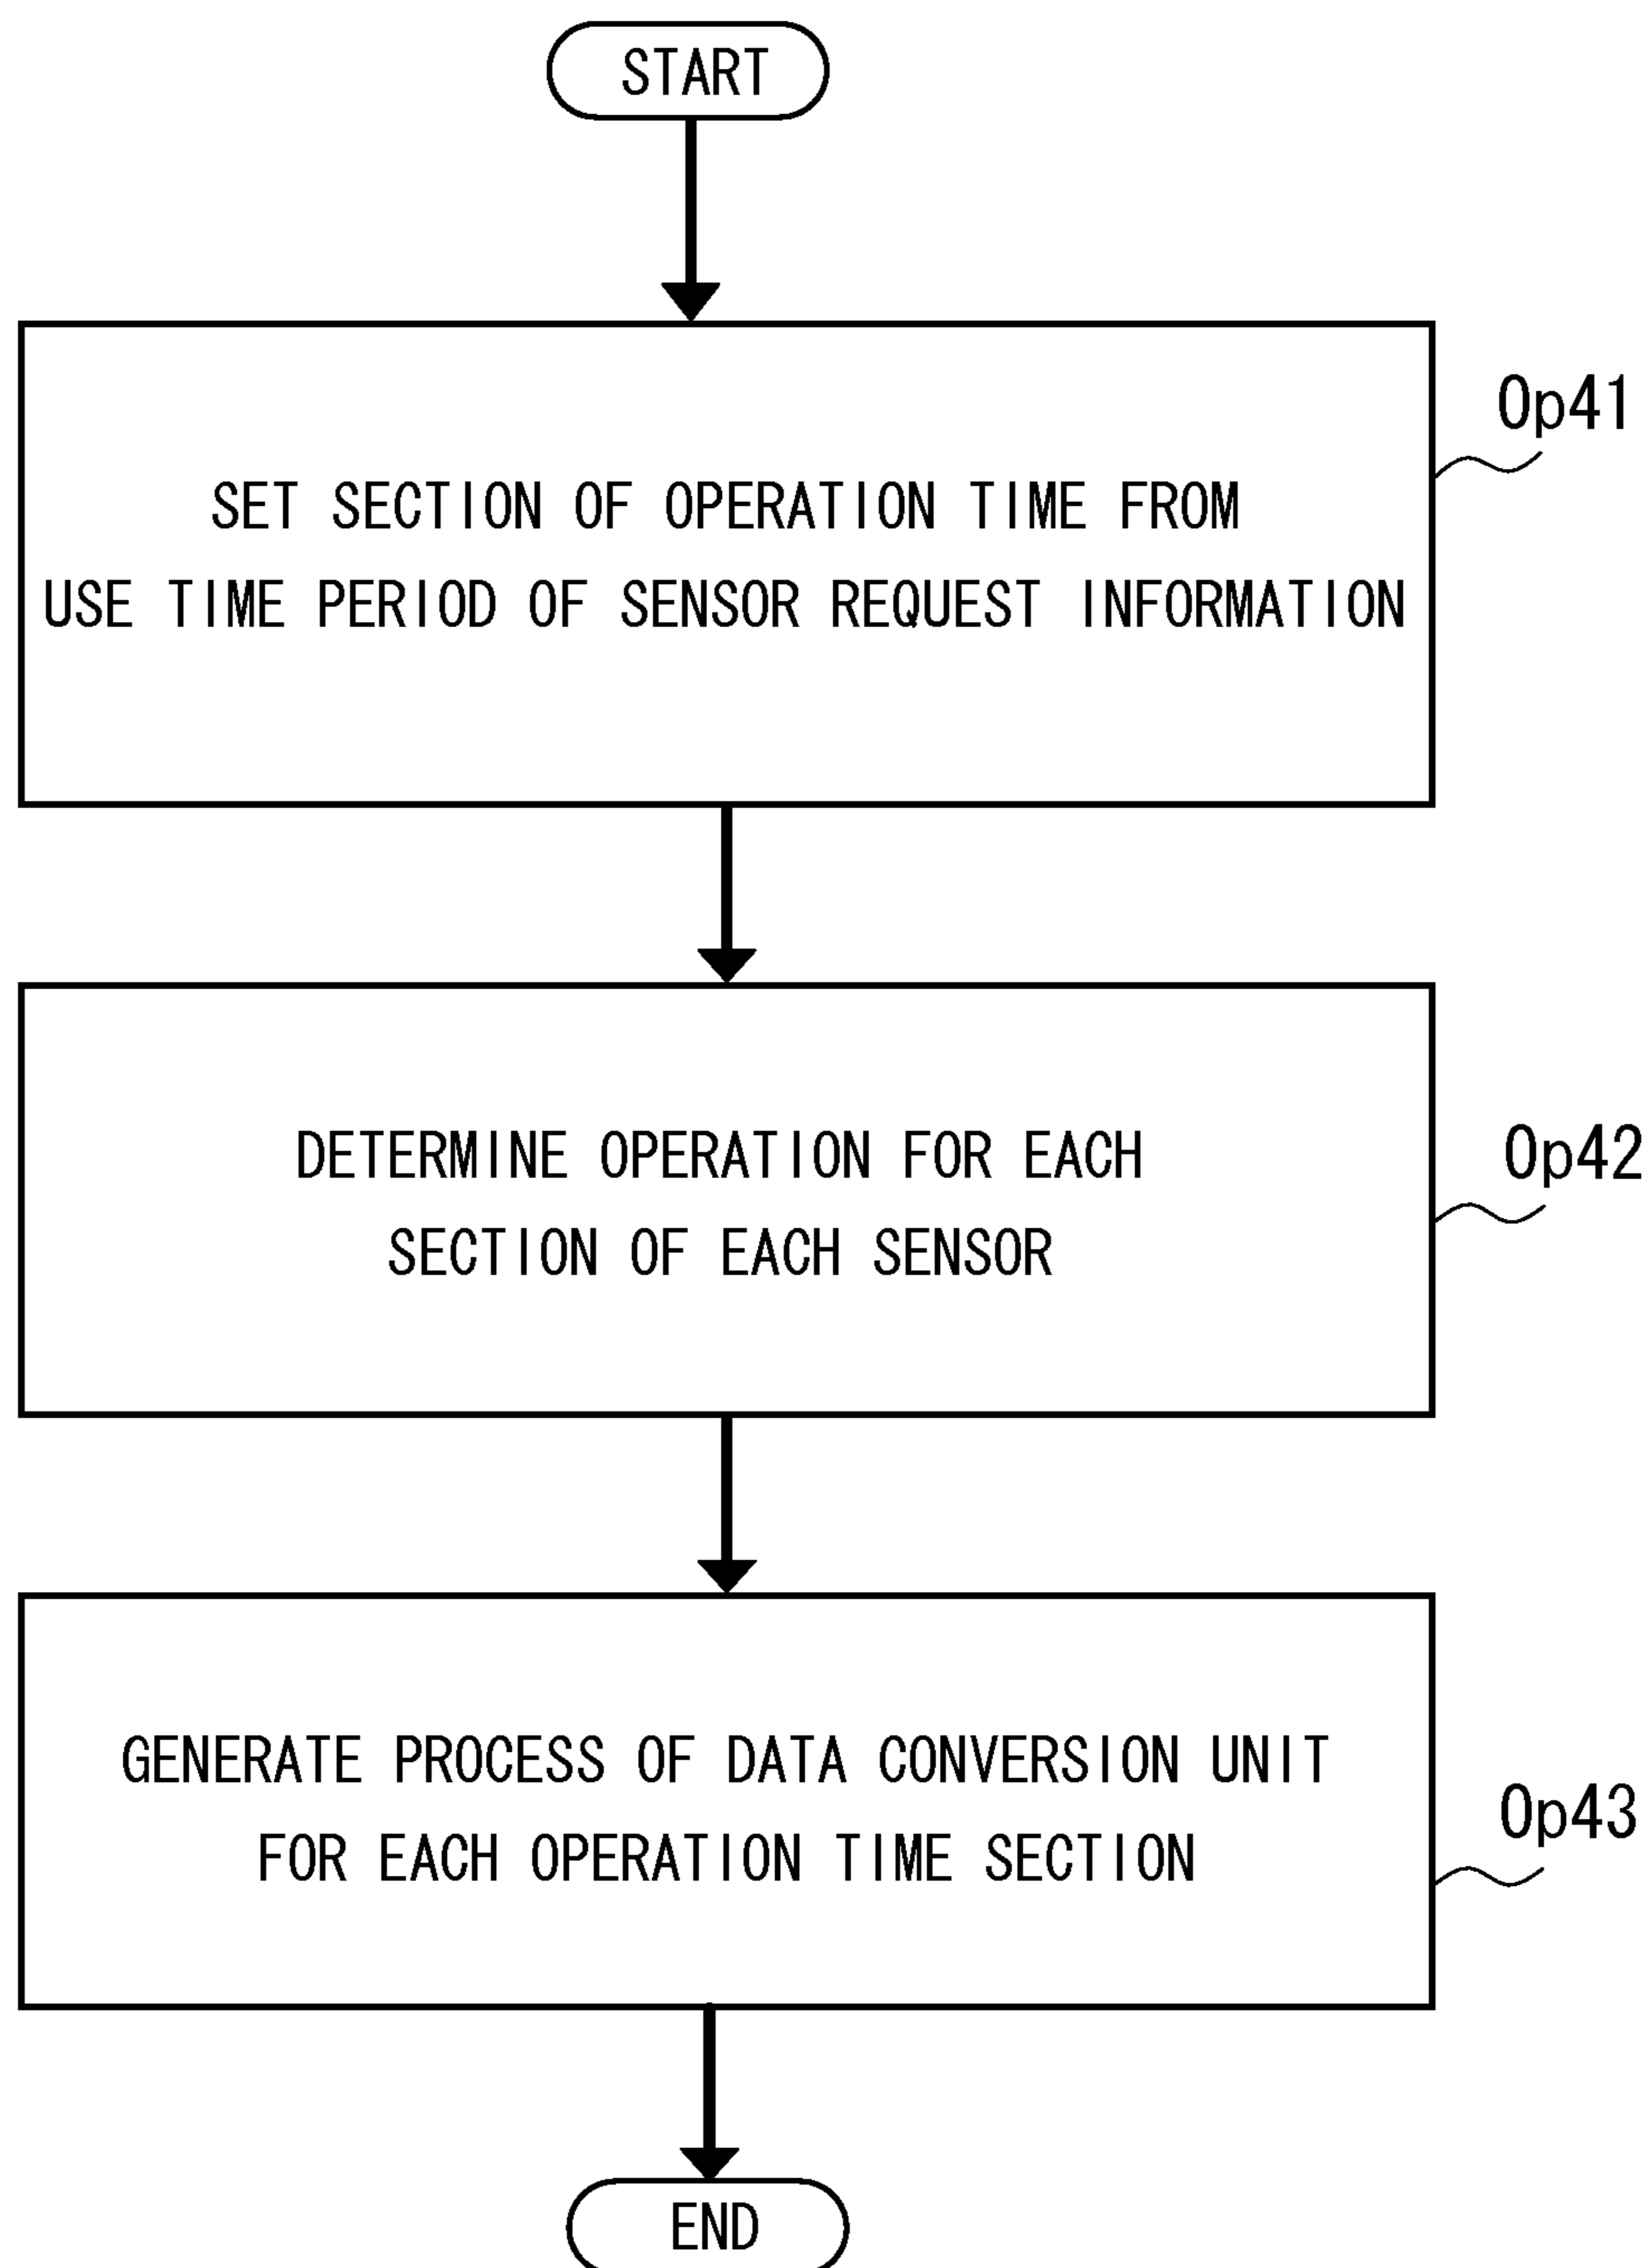 START
Op41
SET SECTION OF OPERATION TIME FROM
USE TIME PERIOD OF SENSOR REQUEST INFORMATION
Op42
DETERMINE OPERATION FOR EACH
SECTION OF EACH SENSOR
GENERATE PROCESS OF DATA CONVERSION UNIT
Op43
FOR EACH OPERATION TIME SECTION
END